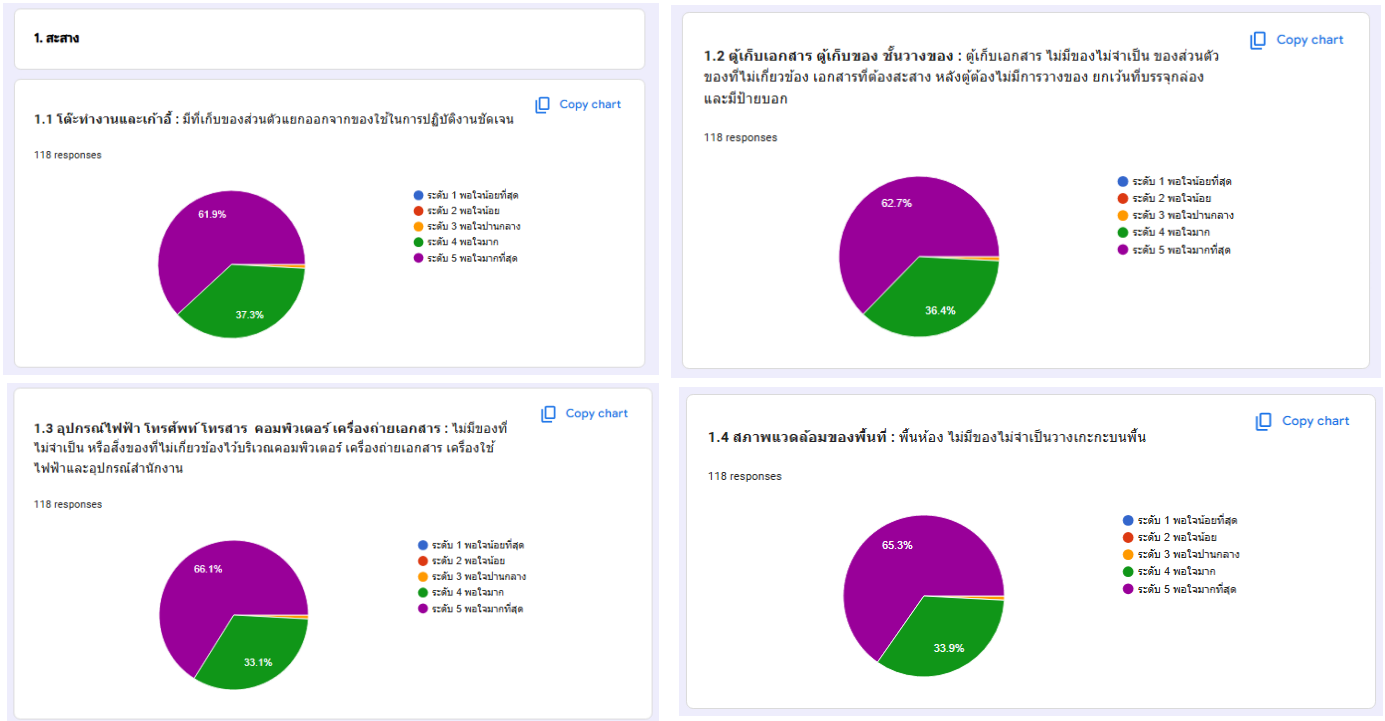 1. สะสาง
Copy chart
1.1 โต๊ะทำงานและเก้าอี้ : มีที่เก็บของส่วนตัวแยกออกจากของใช้ในการปฏิบัติงานชัดเจน
118 responses
61.9%
37.3%
ระดับ 1 พอใจน้อยที่สุด
ระดับ 2 พอใจน้อย
ระดับ 3 พอใจปานกลาง
ระดับ 4 พอใจมาก
ระดับ 5 พอใจมากที่สุด
Copy chart
1.2 ตู้เก็บเอกสาร ตู้เก็บของ ชั้นวางของ : ตู้เก็บเอกสาร ไม่มีของไม่จำเป็น ของส่วนตัว
ของที่ไม่เกี่ยวข้อง เอกสารที่ต้องสะสาง หลังตู้ต้องไม่มีการวางของ ยกเว้นที่บรรจุกล่อง
และมีป้ายบอก
118 responses
62.7%
36.4%
ระดับ 1 พอใจน้อยที่สุด
ระดับ 2 พอใจน้อย
ระดับ 3 พอใจปานกลาง
ระดับ 4 พอใจมาก
ระดับ 5 พอใจมากที่สุด
Copy chart
1.3 อุปกรณ์ไฟฟ้า โทรศัพท์ โทรสาร คอมพิวเตอร์ เครื่องถ่ายเอกสาร : ไม่มีของที่
ไม่จำเป็น หรือสิ่งของที่ไม่เกี่ยวข้องไว้บริเวณคอมพิวเตอร์ เครื่องถ่ายเอกสาร เครื่องใช้
ไฟฟ้าและอุปกรณ์สำนักงาน
118 responses
66.1%
33.1%
ระดับ 1 พอใจน้อยที่สุด
ระดับ 2 พอใจน้อย
ระดับ 3 พอใจปานกลาง
ระดับ 4 พอใจมาก
ระดับ 5 พอใจมากที่สุด
Copy chart
1.4 สภาพแวดล้อมของพื้นที่ : พื้นห้อง ไม่มีของไม่จำเป็นวางเกะกะบนพื้น
118 responses
65.3%
33.9%
ระดับ 1 พอใจน้อยที่สุด
ระดับ 2 พอใจน้อย
ระดับ 3 พอใจปานกลาง
ระดับ 4 พอใจมาก
ระดับ 5 พอใจมากที่สุด